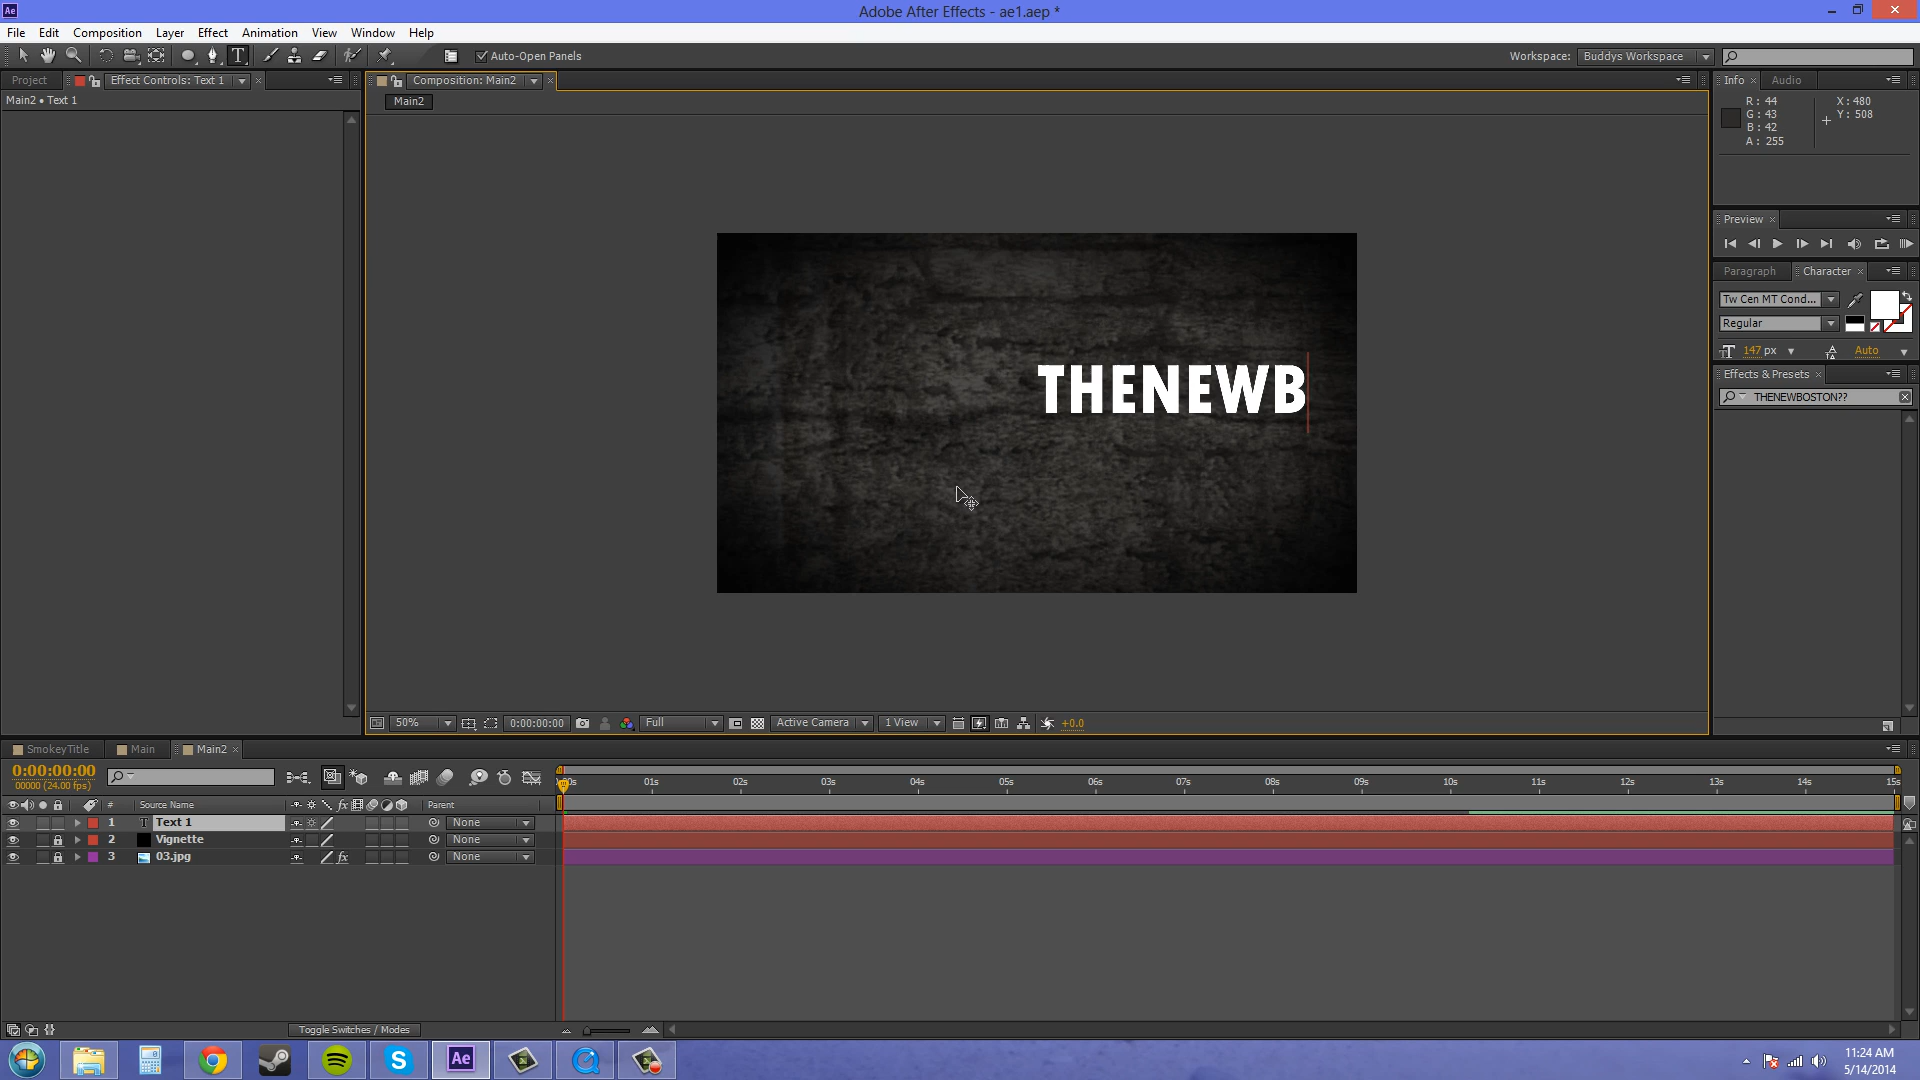 Adobe After Effects - ae1.aep *
File Edit Composition Layer Effect Animation View Window Help
Auto-Open Panels
Workspace: Buddys Workspace
Project Effect Controls: Text 1
Main2 • Text 1
Composition: Main2
Main2
Info Audio
R: 44 X: 480
G: 43 Y: 508
B: 42
A: 255
Preview
Paragraph Character
Tw Cen MT Cond...
Regular
147 px Auto
Effects & Presets
THENEWBOSTON??
THENEWB
50% 0:00:00:00 Full Active Camera 1 View +0.0
SmokeyTitle Main Main2
0:00:00:00
00000 (24.00 fps)
01s 02s 03s 04s 05s 06s 07s 08s 09s 10s 11s 12s 13s 14s 15s
# Source Name Parent
1 T Text 1 None
2 Vignette None
3 03.jpg fx None
Toggle Switches / Modes
Ae
11:24 AM
5/14/2014